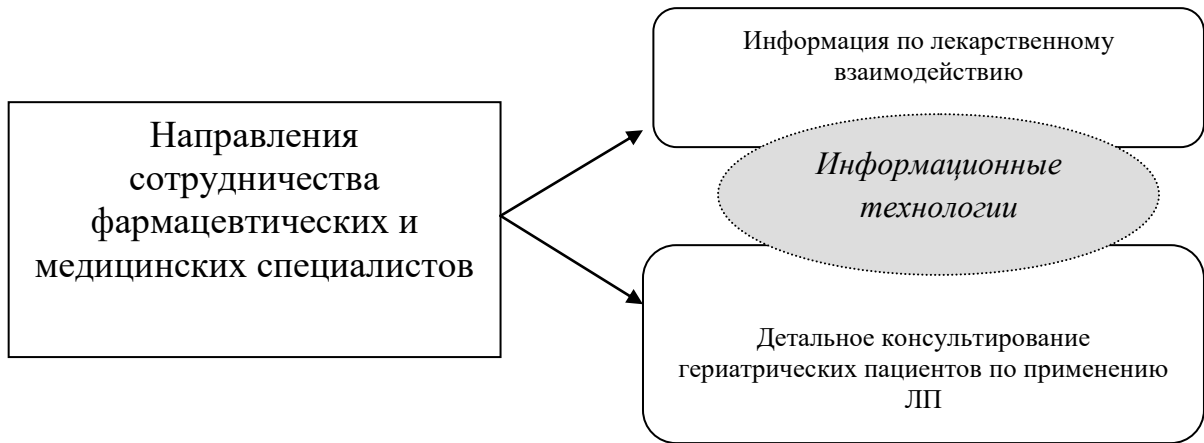 Направления
сотрудничества
фармацевтических и
медицинских специалистов
Информация по лекарственному
взаимодействию
Информационные
технологии
Детальное консультирование
гериатрических пациентов по применению
ЛП